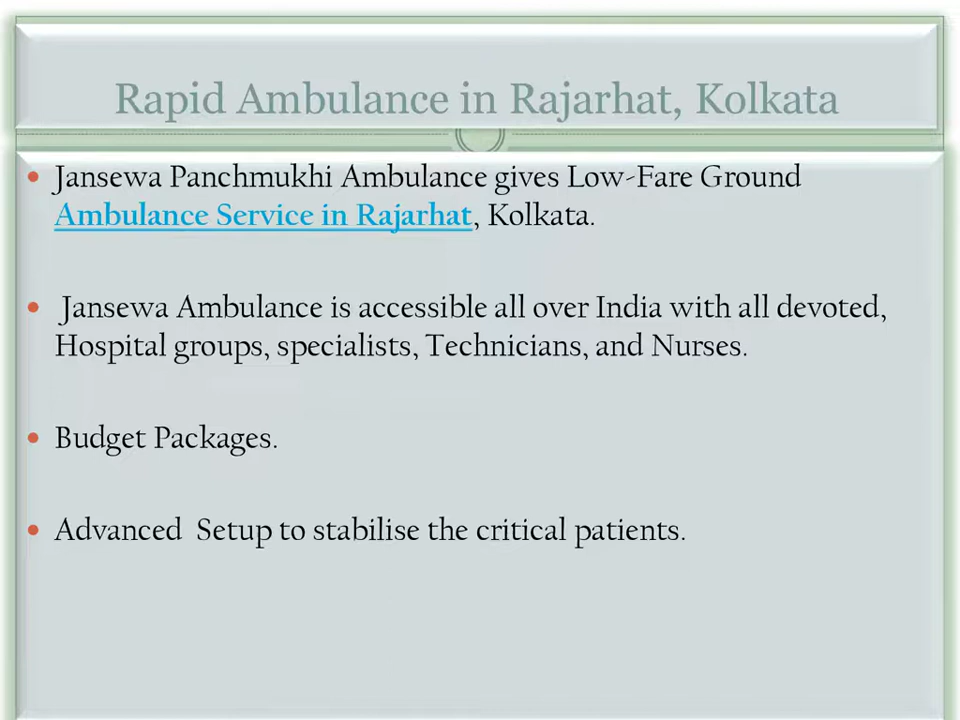 Rapid Ambulance in Rajarhat, Kolkata
Jansewa Panchmukhi Ambulance gives Low-Fare Ground
Ambulance Service in Rajarhat, Kolkata.
Jansewa Ambulance is accessible all over India with all devoted,
Hospital groups, specialists, Technicians, and Nurses.
Budget Packages.
Advanced  Setup to stabilise the critical patients.